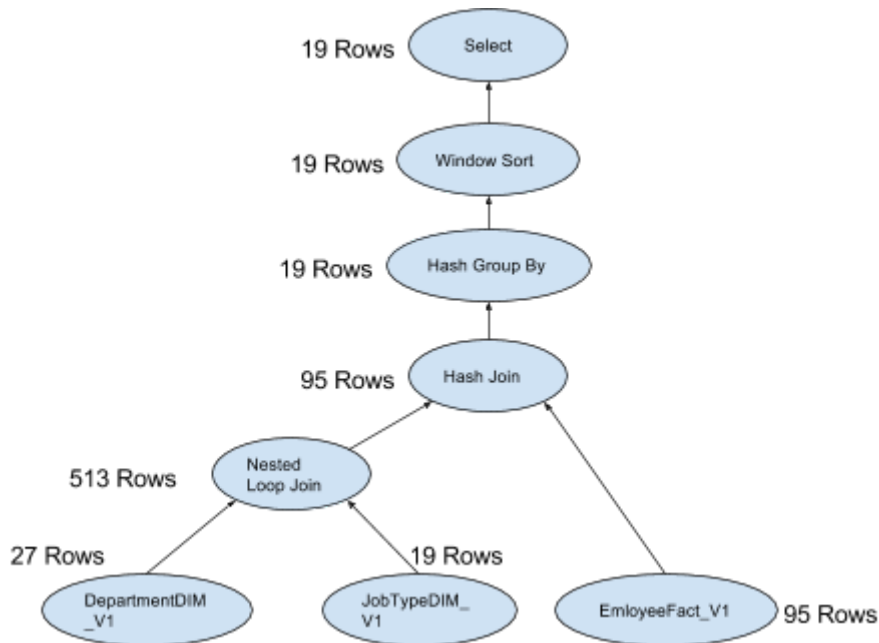 19 Rows
Select
19 Rows
Window Sort
19 Rows
Hash Group By
95 Rows
Hash Join
513 Rows
Nested
Loop Join
27 Rows
19 Rows
DepartmentDIM
_V1
JobTypeDIM_
V1
EmloyeeFact_V1
95 Rows